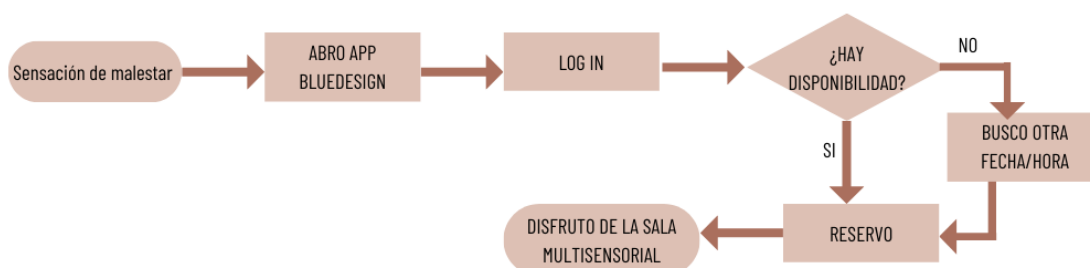 Sensación de malestar
ABRO APP
BLUEDESIGN
LOG IN
¿HAY
DISPONIBILIDAD?
NO
SI
BUSCO OTRA
FECHA/HORA
RESERVO
DISFRUTO DE LA SALA
MULTISENSORIAL